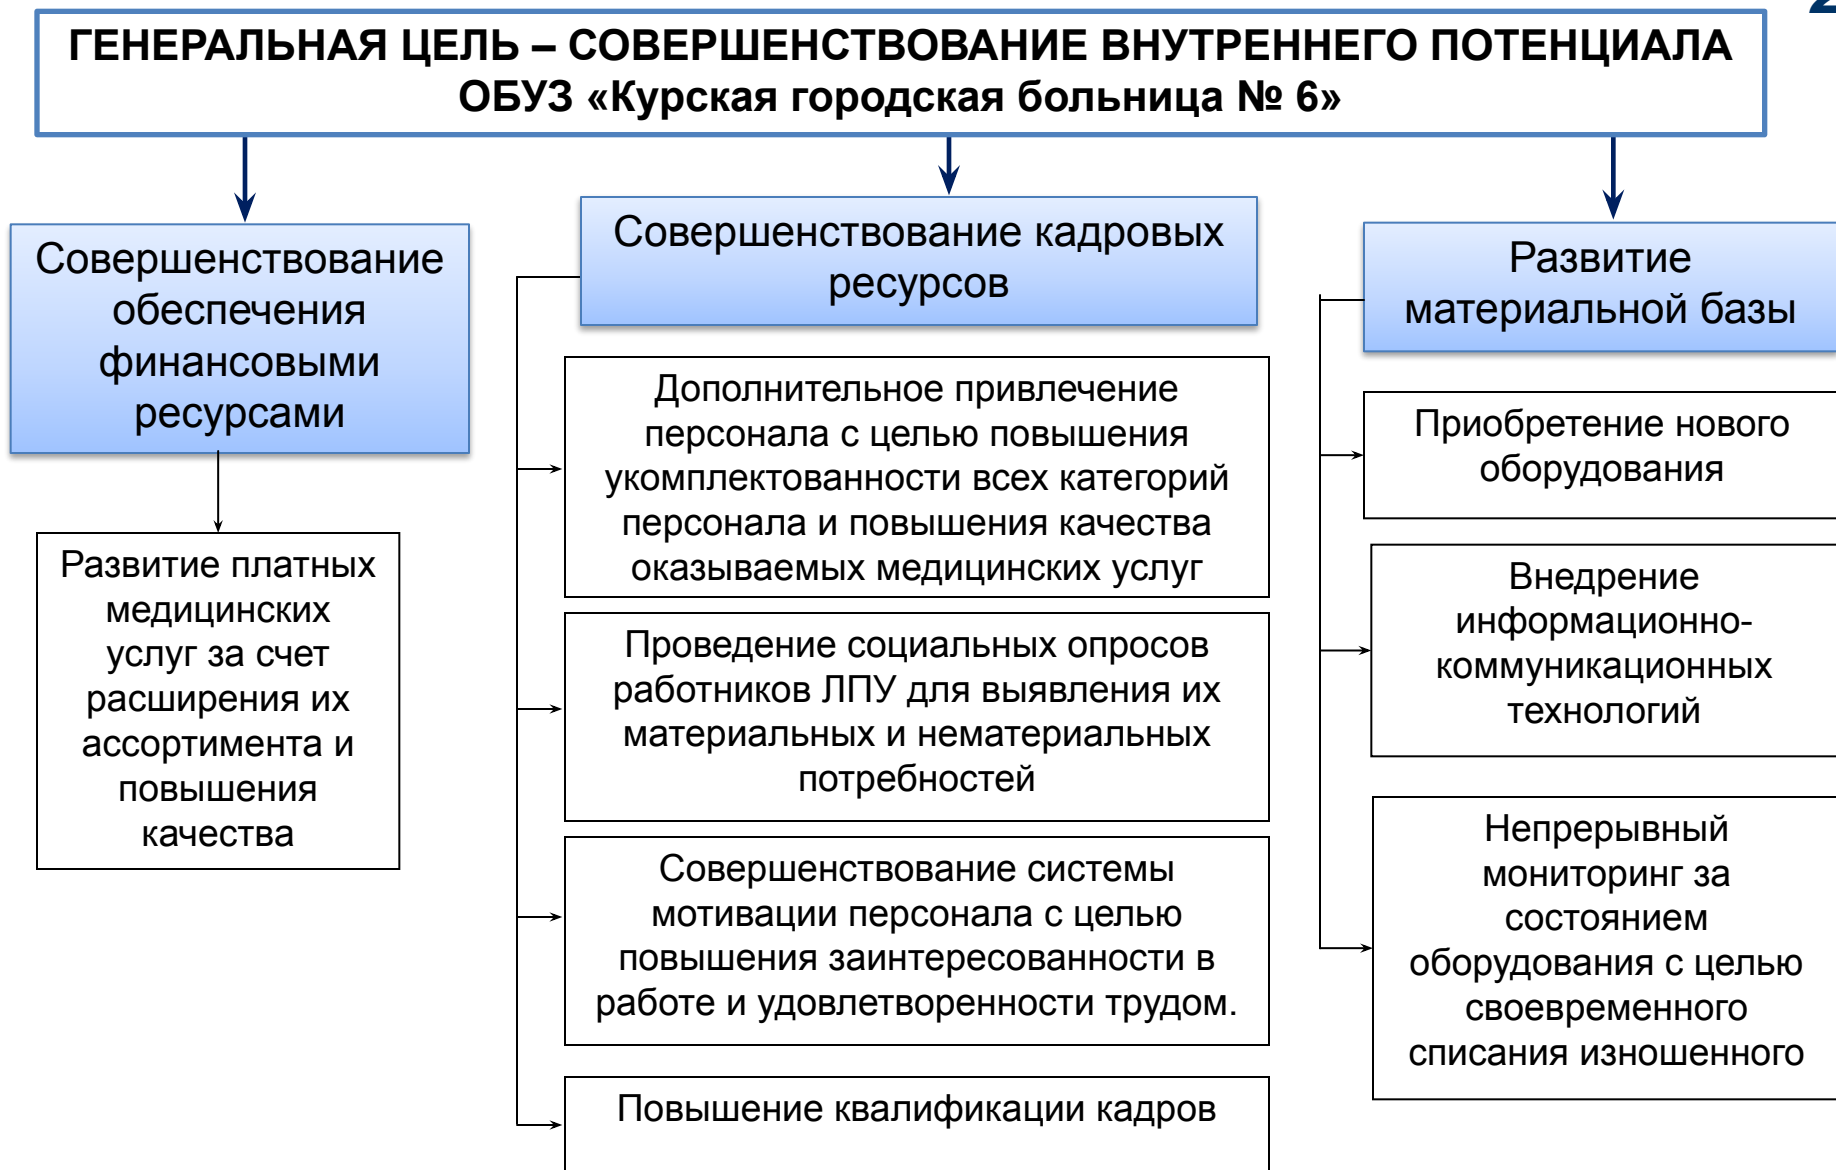 2
ГЕНЕРАЛЬНАЯ ЦЕЛЬ – СОВЕРШЕНСТВОВАНИЕ ВНУТРЕННЕГО ПОТЕНЦИАЛА
ОБУЗ «Курская городская больница № 6»
Совершенствование
обеспечения
финансовыми
ресурсами
Развитие платных
медицинских
услуг за счет
расширения их
ассортимента и
повышения
качества
Совершенствование кадровых
ресурсов
Дополнительное привлечение
персонала с целью повышения
укомплектованности всех категорий
персонала и повышения качества
оказываемых медицинских услуг
Проведение социальных опросов
работников ЛПУ для выявления их
материальных и нематериальных
потребностей
Совершенствование системы
мотивации персонала с целью
повышения заинтересованности в
работе и удовлетворенности трудом.
Повышение квалификации кадров
Развитие
материальной базы
Приобретение нового
оборудования
Внедрение
информационно-
коммуникационных
технологий
Непрерывный
мониторинг за
состоянием
оборудования с целью
своевременного
списания изношенного